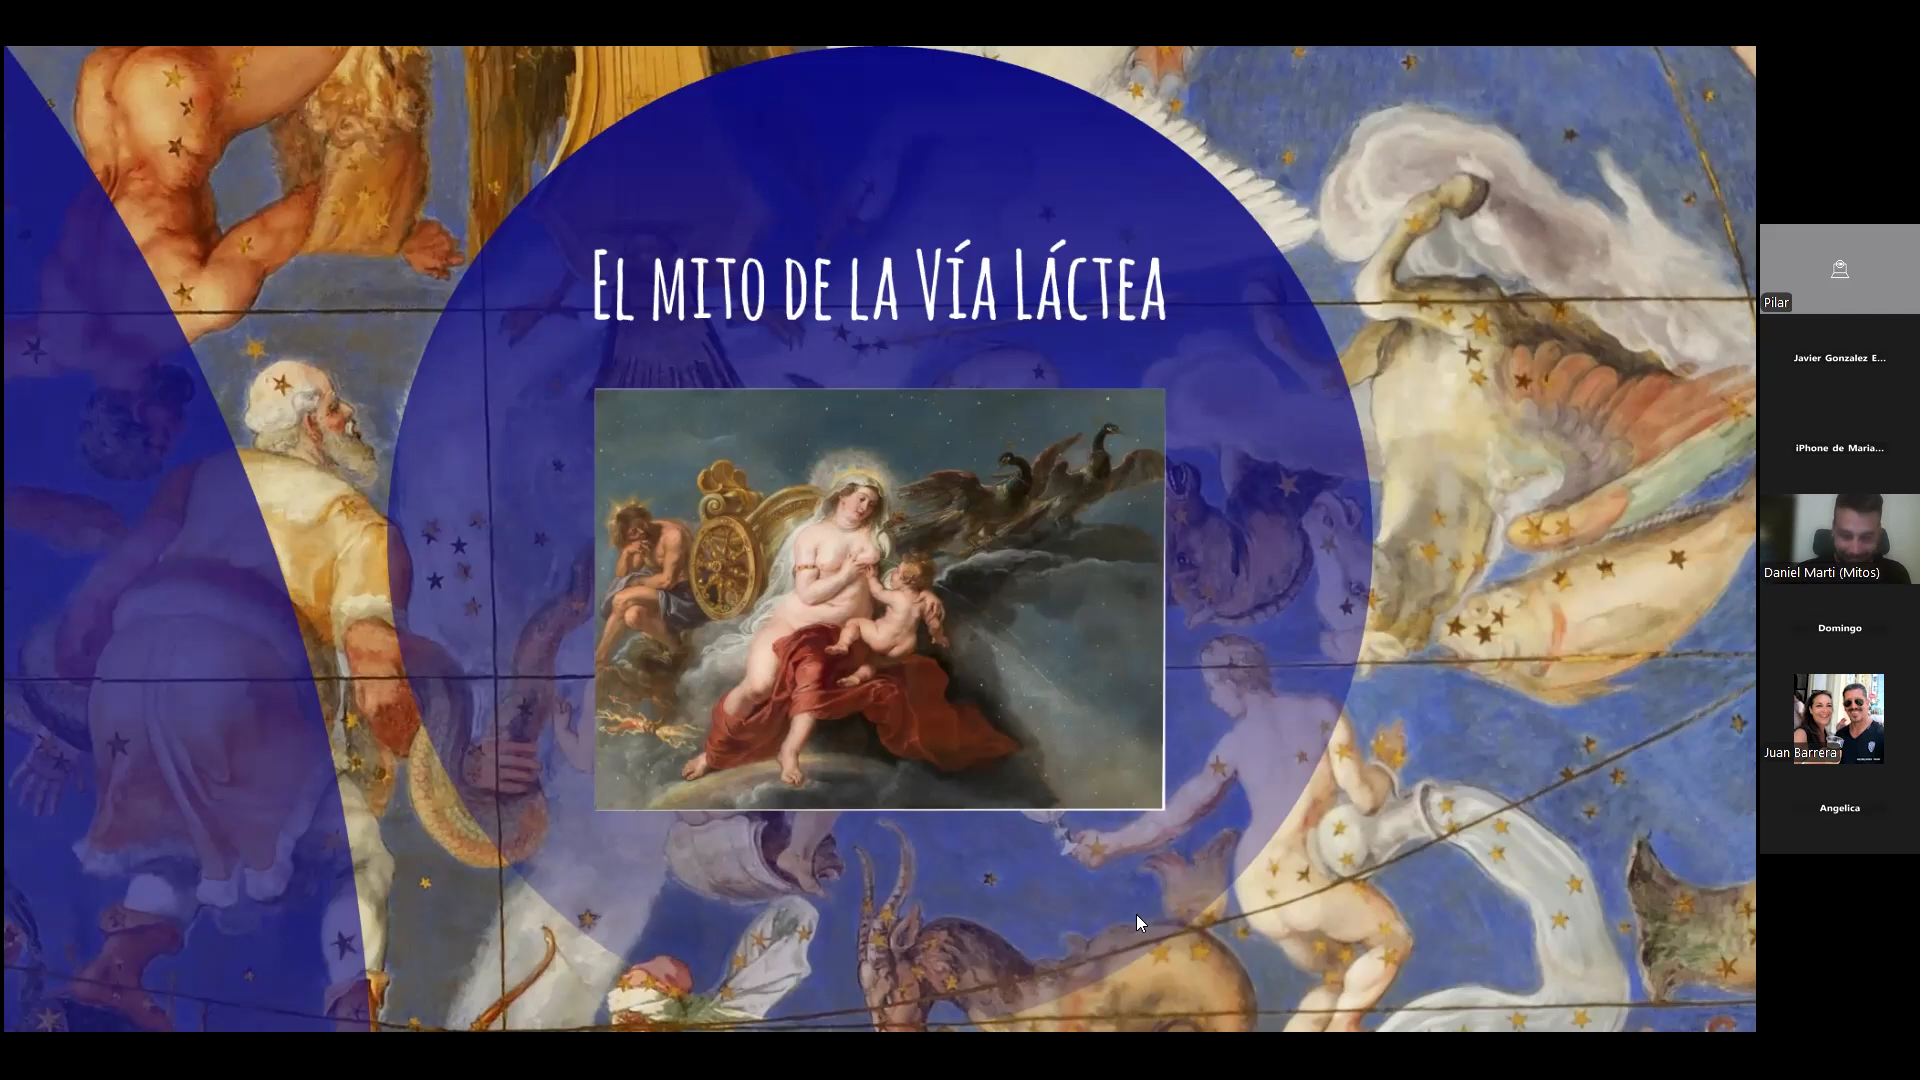 El mito de la Vía Láctea
Pilar
Javier Gonzalez E...
iPhone de Maria...
Daniel Marti (Mitos)
Domingo
Juan Barrera
Angelica